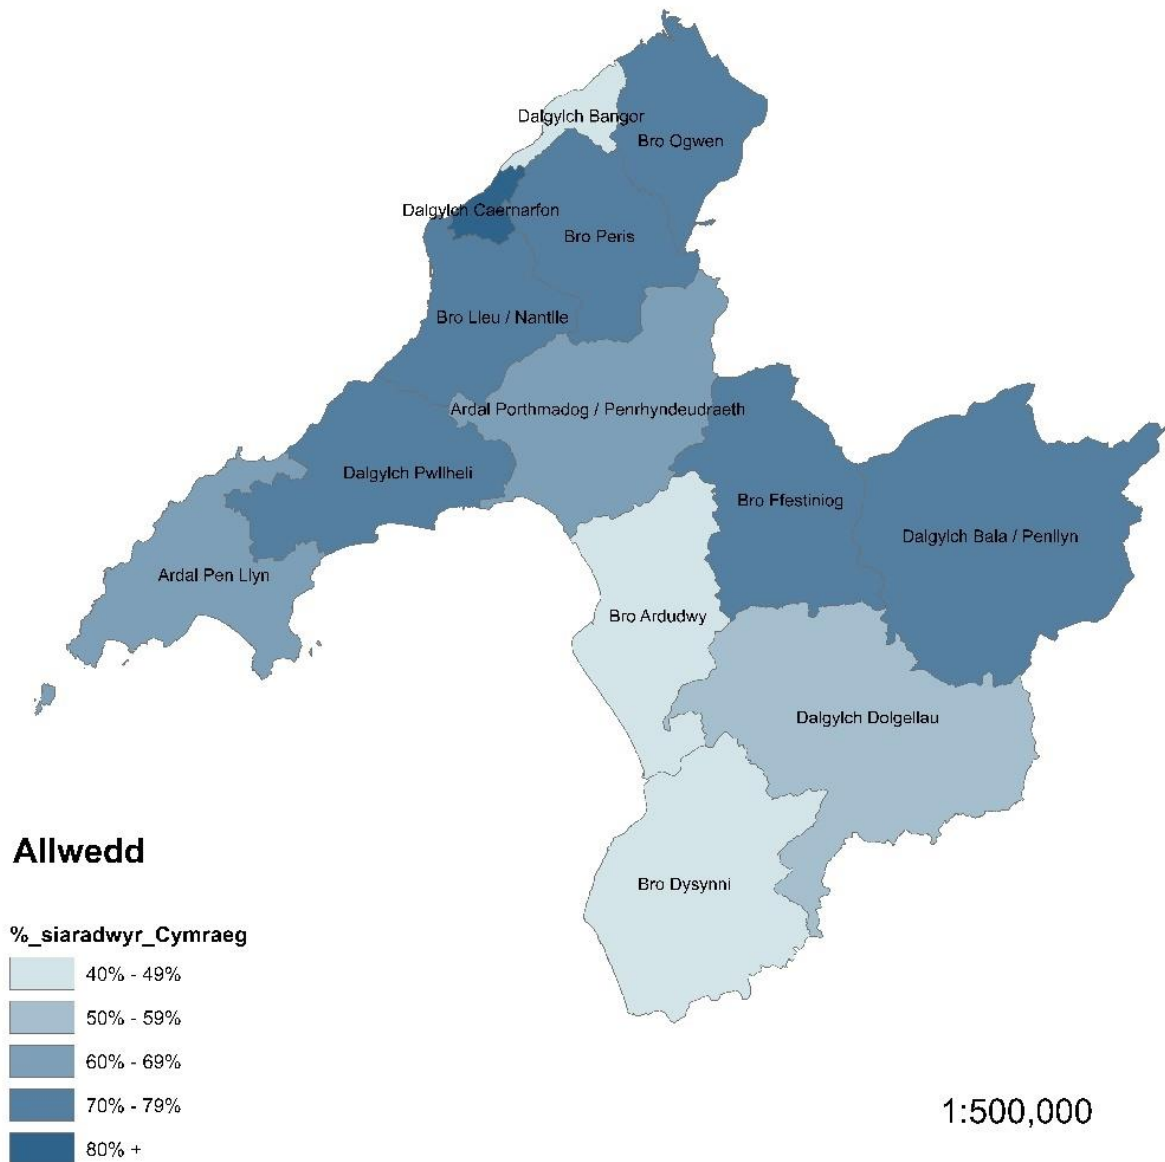 Dalgylch Bangor
Bro Ogwen
Dalgylch Caernarfon
Bro Peris
Bro Lleu / Nantlle
Ardal Porthmadog / Penrhyndeudraeth
Dalgylch Pwllheli
Bro Ffestiniog
Dalgylch Bala / Penllyn
Ardal Pen Llyn
Bro Ardudwy
Dalgylch Dolgellau
Bro Dysynni
Allwedd
%_siaradwyr_Cymraeg
40% - 49%
50% - 59%
60% - 69%
70% - 79%
80% +
1:500,000